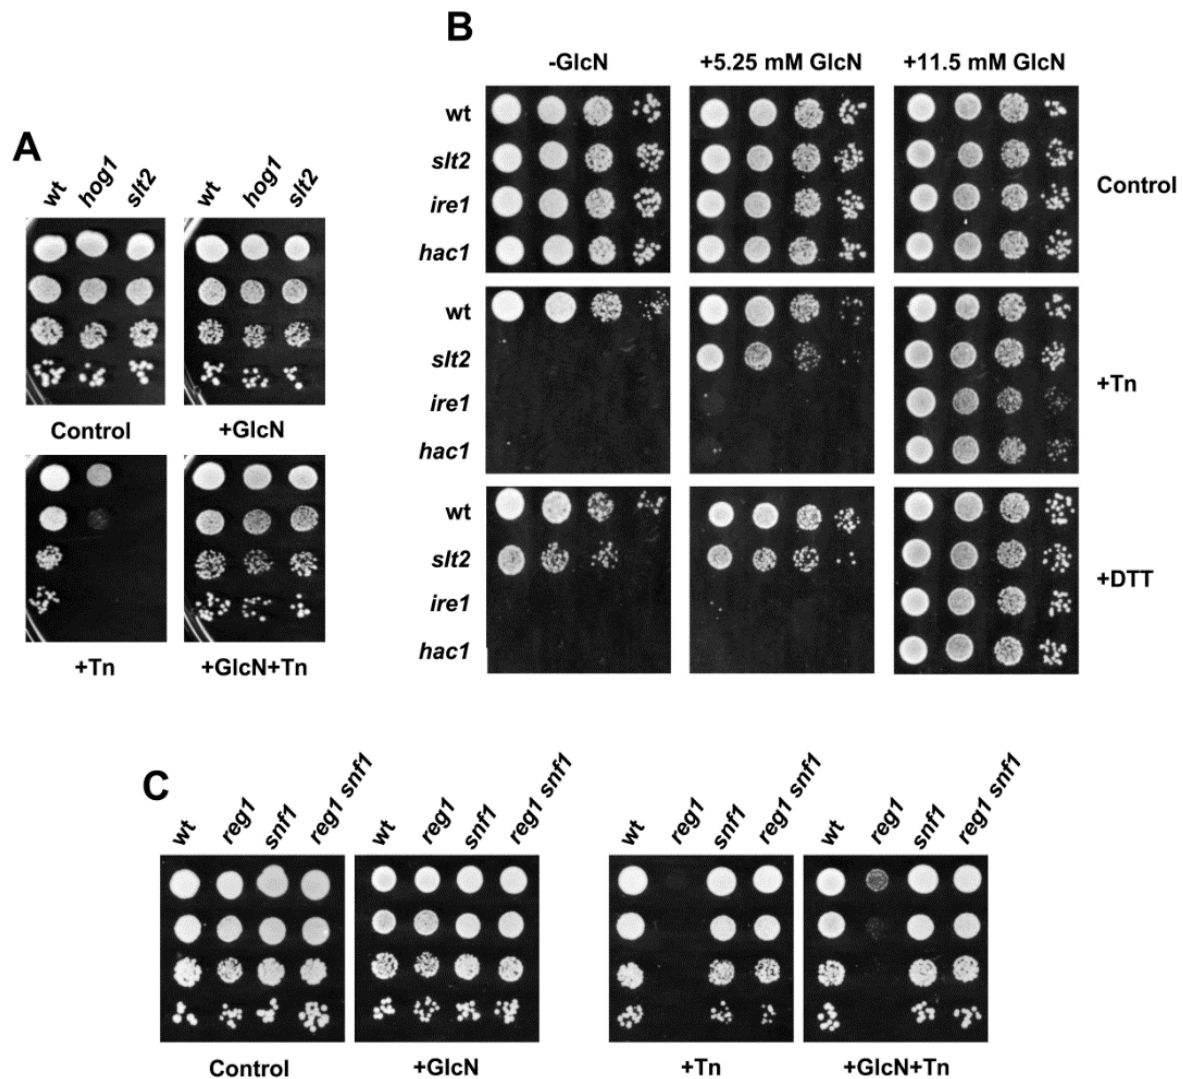 A
wt hog1 slt2
wt hog1 slt2
Control
+GlcN
+Tn
+GlcN+Tn
B
-GlcN
+5.25 mM GlcN
+11.5 mM GlcN
wt
slt2
ire1
hac1
Control
wt
slt2
ire1
hac1
+Tn
wt
slt2
ire1
hac1
+DTT
C
wt reg1 snf1 reg1 snf1
wt reg1 snf1 reg1 snf1
wt reg1 snf1 reg1 snf1
wt reg1 snf1 reg1 snf1
Control
+GlcN
+Tn
+GlcN+Tn